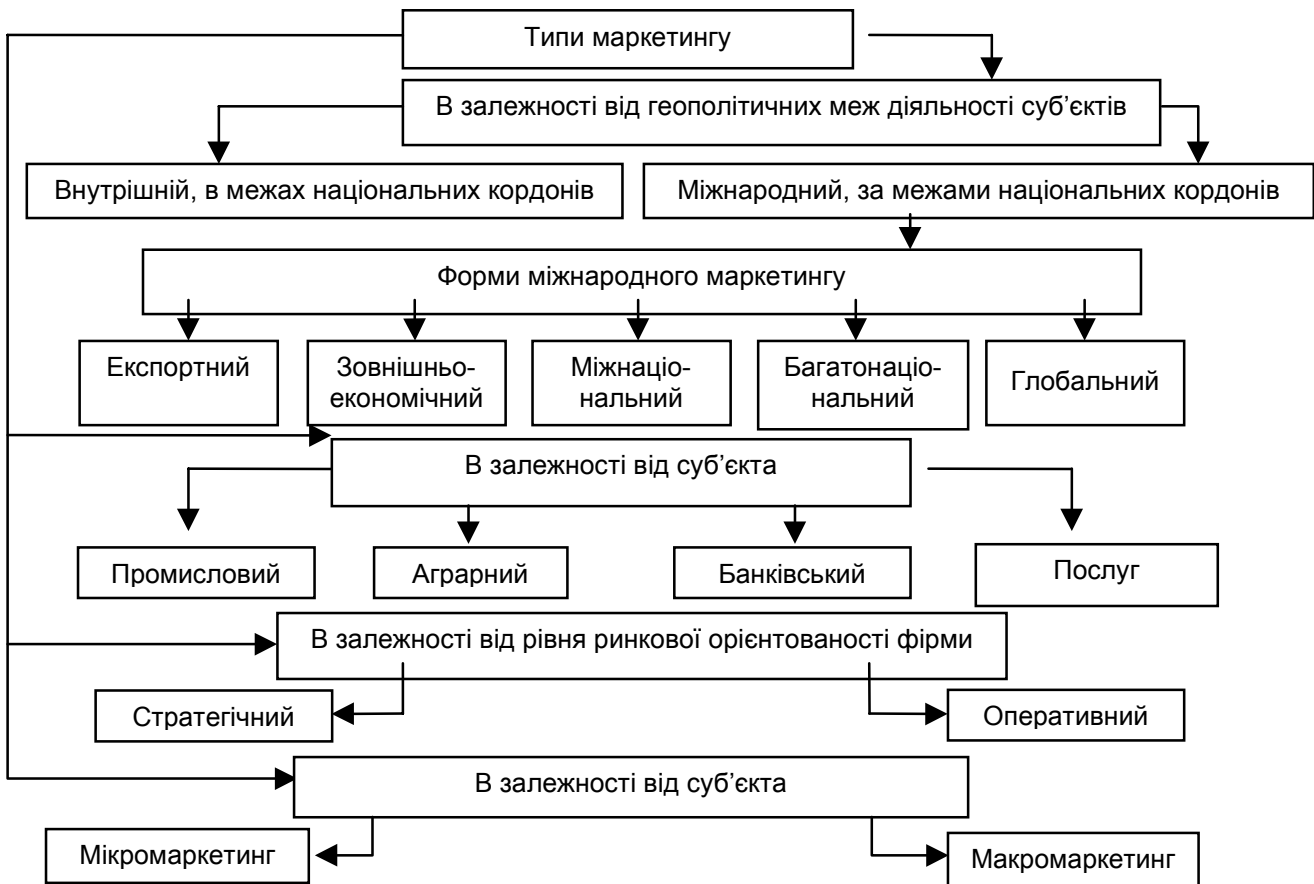 Типи маркетингу
В залежності від геополітичних меж діяльності суб’єктів
Внутрішній, в межах національних кордонів
Міжнародний, за межами національних кордонів
Форми міжнародного маркетингу
Експортний
Зовнішньо-
економічний
Міжнаціо-
нальний
Багатонаціо-
нальний
Глобальний
В залежності від суб’єкта
Промисловий
Аграрний
Банківський
Послуг
В залежності від рівня ринкової орієнтованості фірми
Стратегічний
Оперативний
В залежності від суб’єкта
Мікромаркетинг
Макромаркетинг